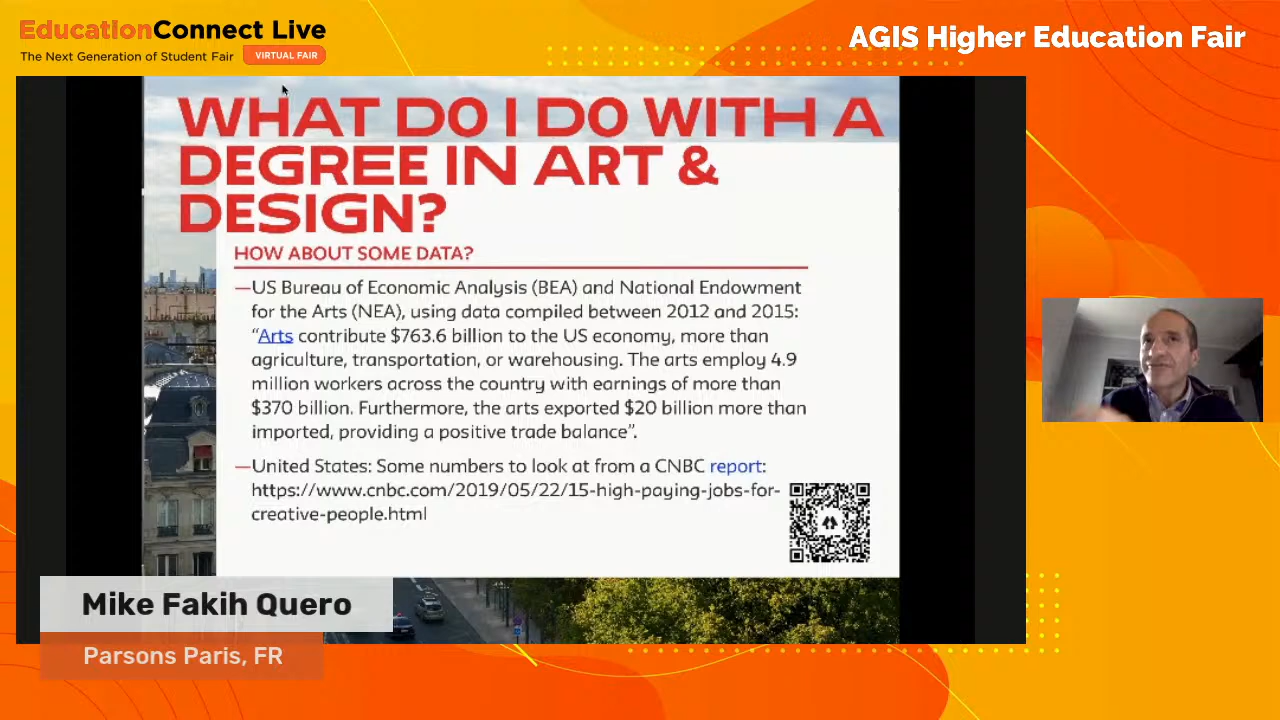 EducationConnect Live
The Next Generation of Student Fair VIRTUAL FAIR
AGIS Higher Education Fair
WHAT DO I DO WITH A
DEGREE IN ART &
DESIGN?
HOW ABOUT SOME DATA?
—US Bureau of Economic Analysis (BEA) and National Endowment
for the Arts (NEA), using data compiled between 2012 and 2015:
“Arts contribute $763.6 billion to the US economy, more than
agriculture, transportation, or warehousing. The arts employ 4.9
million workers across the country with earnings of more than
$370 billion. Furthermore, the arts exported $20 billion more than
imported, providing a positive trade balance”.
—United States: Some numbers to look at from a CNBC report:
https://www.cnbc.com/2019/05/22/15-high-paying-jobs-for-
creative-people.html
Mike Fakih Quero
Parsons Paris, FR